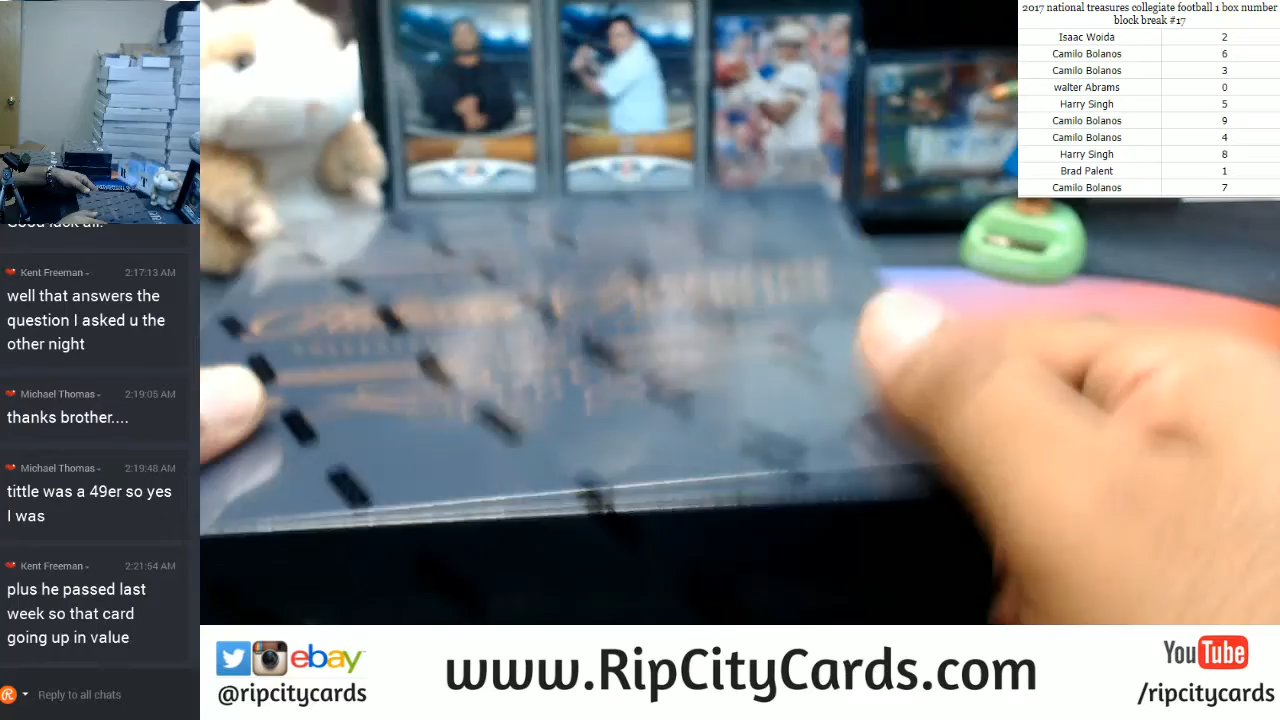 2017 national treasures collegiate football 1 box number
block break #17
Isaac Woida 2
Camilo Bolanos 6
Camilo Bolanos 3
walter Abrams 0
Harry Singh 5
Camilo Bolanos 9
Camilo Bolanos 4
Harry Singh 8
Brad Palent 1
Camilo Bolanos 7
Good luck all.
Kent Freeman 2:17:13 AM
well that answers the
question I asked u the
other night
Michael Thomas 2:19:05 AM
thanks brother....
Michael Thomas 2:19:48 AM
tittle was a 49er so yes
I was
Kent Freeman 2:21:54 AM
plus he passed last
week so that card
going up in value
Reply to all chats
ebay
@ripcitycards
www.RipCityCards.com
YouTube
/ripcitycards